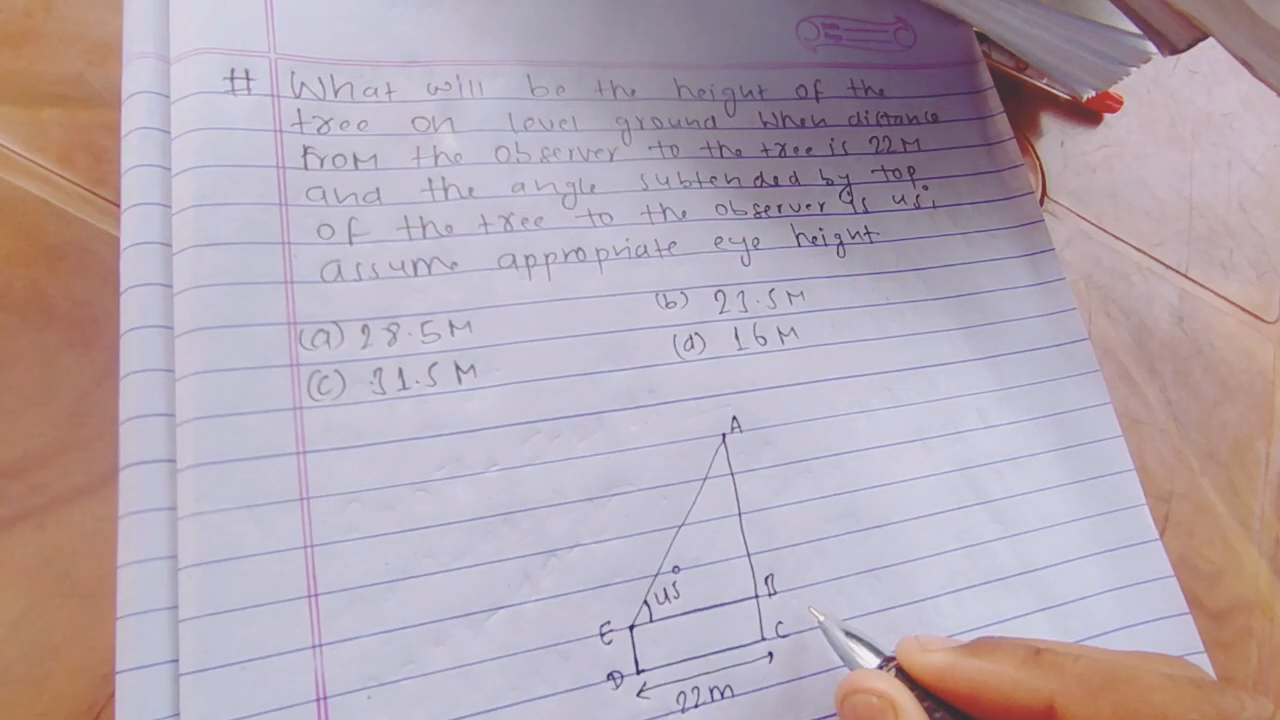 # What will be the height of the
tree on level ground when distance
from the observer to the tree is 22M
and the angle subtended by top
of the tree to the observer is 45.
assume appropriate eye height
(a) 28.5M (b) 23.5M
(c) 31.5M (d) 16M
A
45°
B
E
C
D
22m